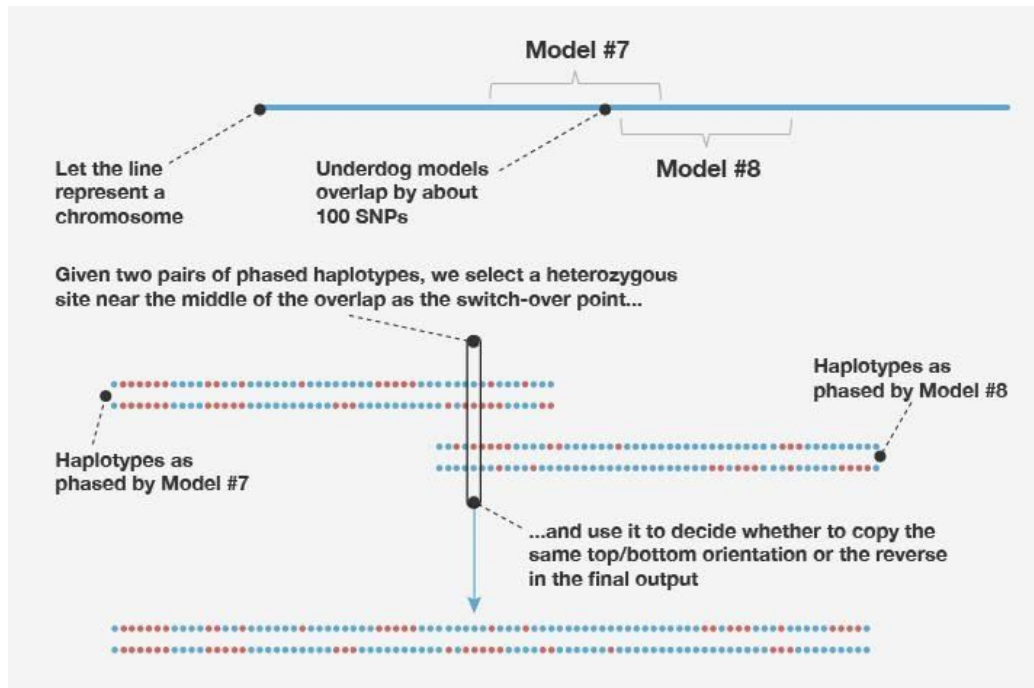 Model #7
Model #8
Let the line
represent a
chromosome
Underdog models
overlap by about
100 SNPs
Given two pairs of phased haplotypes, we select a heterozygous
site near the middle of the overlap as the switch-over point...
Haplotypes as
phased by Model #8
Haplotypes as
phased by Model #7
...and use it to decide whether to copy the
same top/bottom orientation or the reverse
in the final output